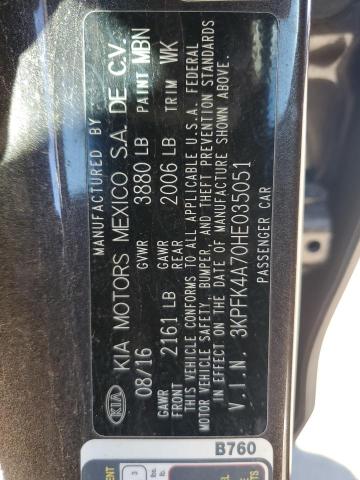 MANUFACTURED BY
KIA KIA MOTORS MEXICO S.A. DE C.V.
08/16 GVWR 3880 LB PAINT MBN
GAWR FRONT 2161 LB GAWR REAR 2006 LB TRIM WK
THIS VEHICLE CONFORMS TO ALL APPLICABLE U.S.A. FEDERAL
MOTOR VEHICLE SAFETY, BUMPER, AND THEFT PREVENTION STANDARDS
IN EFFECT ON THE DATE OF MANUFACTURE SHOWN ABOVE.
V.I.N. 3KPFK4A70HE035051
PASSENGER CAR
B760